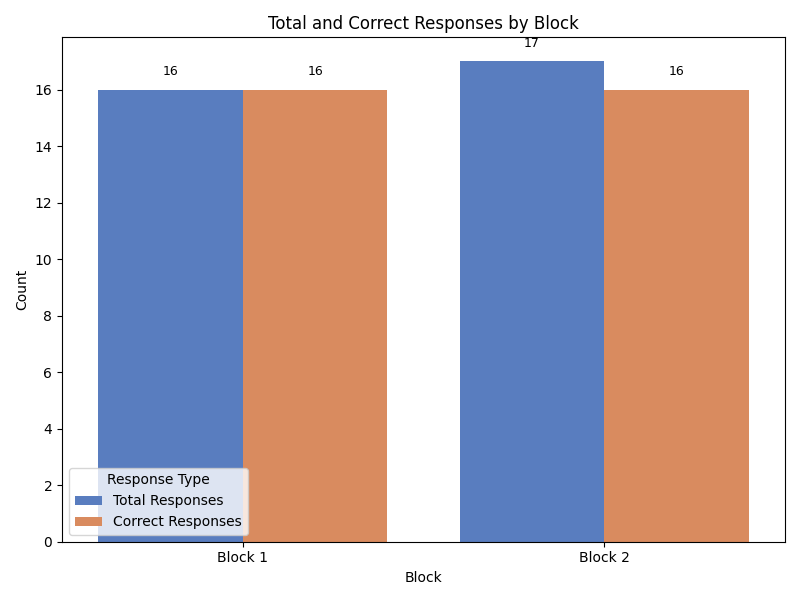 Total and Correct Responses by Block
16
16
17
16
16
14
12
10
8
6
4
2
0
Count
Response Type
Total Responses
Correct Responses
Block 1
Block 2
Block